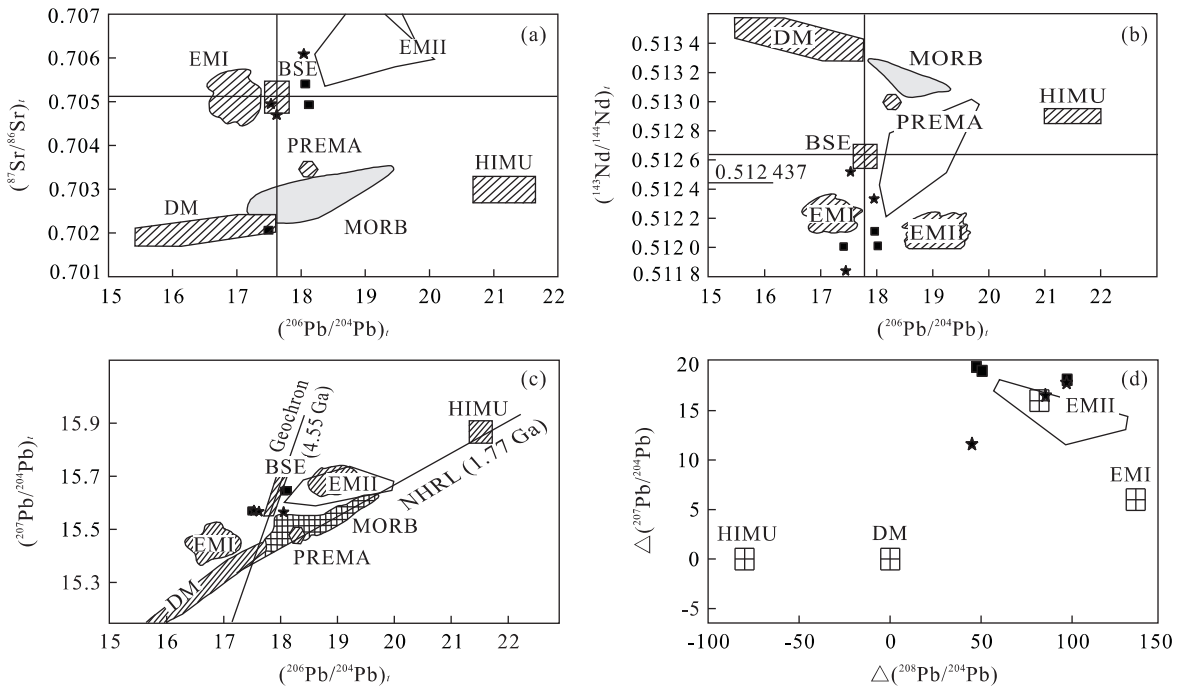 0.707
0.706
0.705
0.704
0.703
0.702
0.701
(⁸⁷Sr/⁸⁶Sr)ₜ
(a)
EMI
BSE
EMII
PREMA
HIMU
DM
MORB
15 16 17 18 19 20 21 22
(²⁰⁶Pb/²⁰⁴Pb)ₜ
0.513 4
0.513 2
0.513 0
0.512 8
0.512 6
0.512 4
0.512 2
0.512 0
0.511 8
(¹⁴³Nd/¹⁴⁴Nd)ₜ
(b)
DM
MORB
HIMU
PREMA
BSE
0.512 437
EMI
EMII
15 16 17 18 19 20 21 22
(²⁰⁶Pb/²⁰⁴Pb)ₜ
15.9
15.7
15.5
15.3
(²⁰⁷Pb/²⁰⁴Pb)ₜ
(c)
Geochron
(4.55 Ga)
HIMU
BSE
EMII
NHRL (1.77 Ga)
MORB
EMI
PREMA
DM
15 16 17 18 19 20 21 22
(²⁰⁶Pb/²⁰⁴Pb)ₜ
20
15
10
5
0
-5
△(²⁰⁷Pb/²⁰⁴Pb)
(d)
EMII
EMI
HIMU
DM
-100 -50 0 50 100 150
△(²⁰⁸Pb/²⁰⁴Pb)